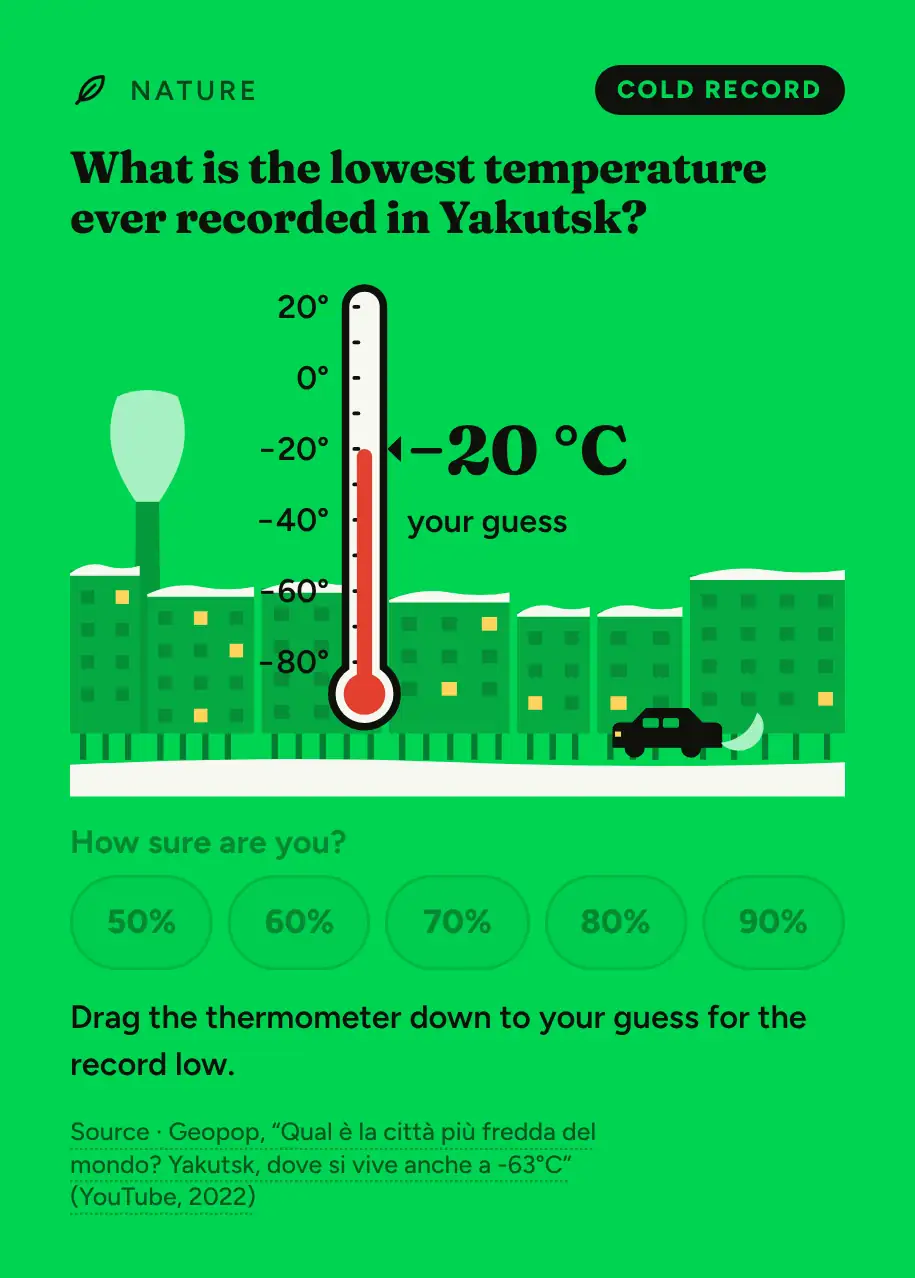 NATURE
COLD RECORD
What is the lowest temperature
ever recorded in Yakutsk?
20°
0°
−20°
−40°
−60°
−80°
−20 °C
your guess
How sure are you?
50%
60%
70%
80%
90%
Drag the thermometer down to your guess for the
record low.
Source · Geopop, “Qual è la città più fredda del
mondo? Yakutsk, dove si vive anche a -63°C”
(YouTube, 2022)